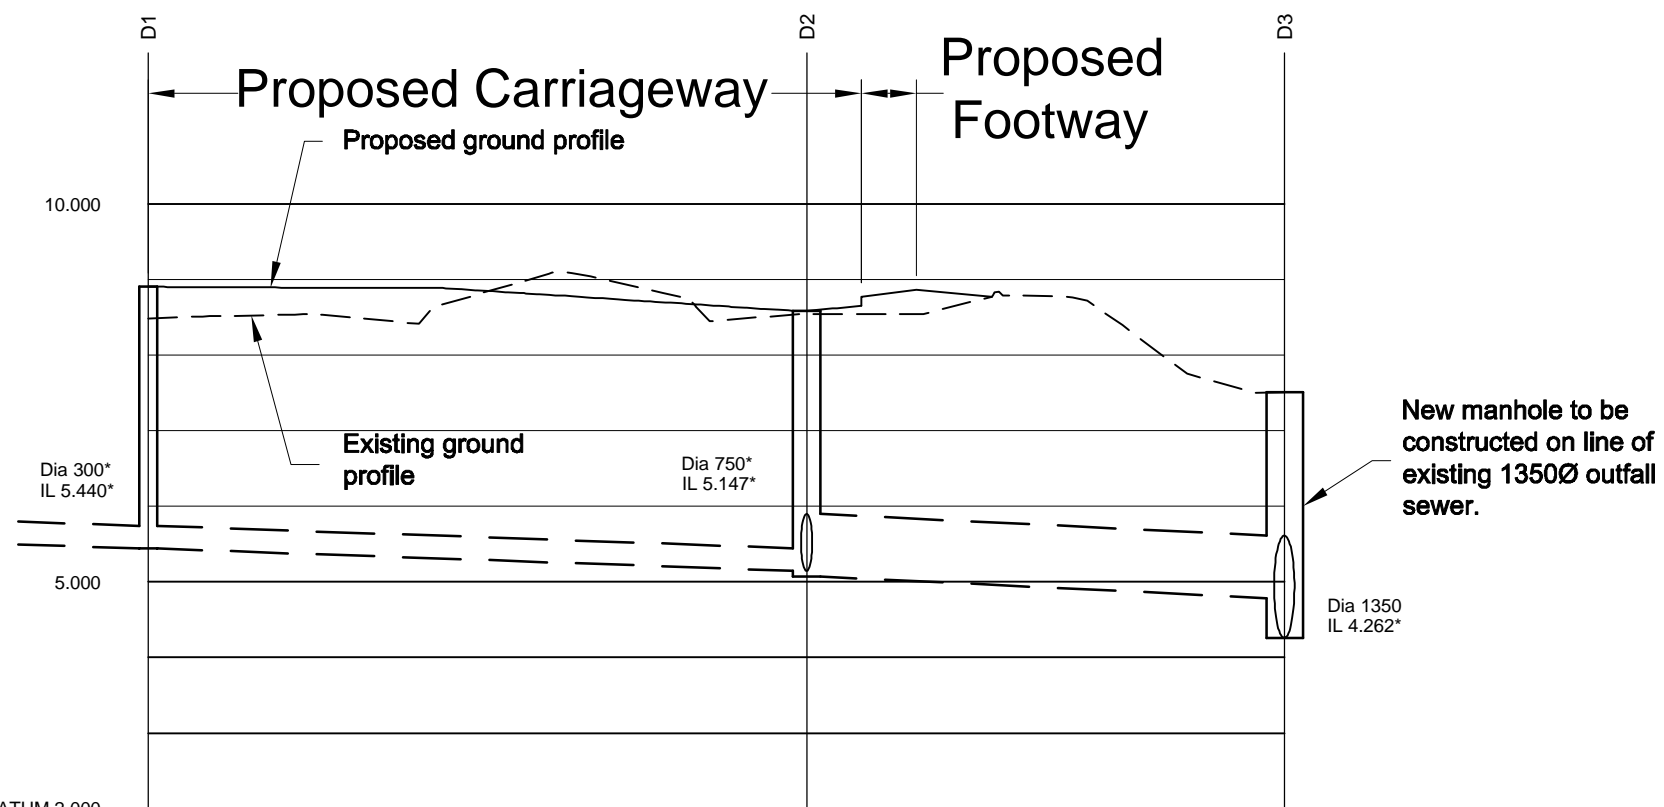 D1
D2
D3
Proposed Carriageway
Proposed
Footway
Proposed ground profile
10.000
Existing ground
profile
Dia 300*
IL 5.440*
Dia 750*
IL 5.147*
New manhole to be
constructed on line of
existing 1350Ø outfall
sewer.
5.000
Dia 1350
IL 4.262*